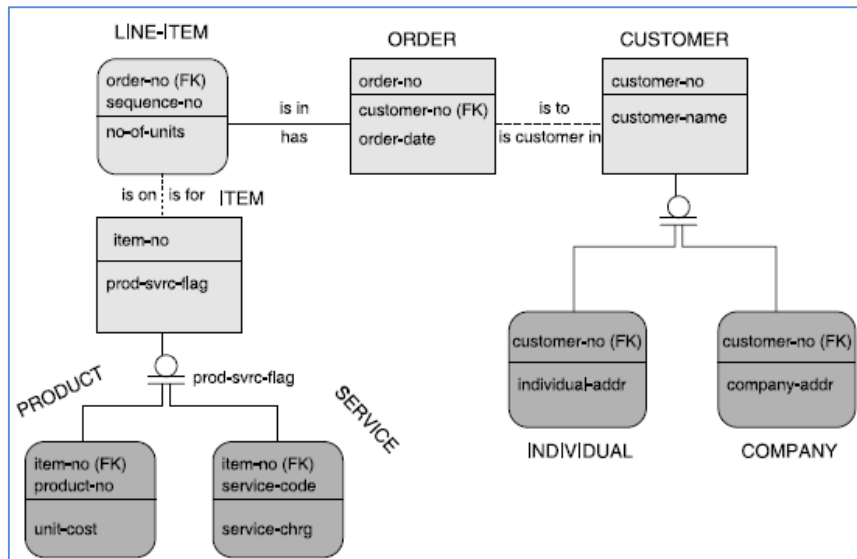 LINE-ITEM
order-no (FK)
sequence-no
no-of-units
is in
has
ORDER
order-no
customer-no (FK)
order-date
is to
is customer in
CUSTOMER
customer-no
customer-name
is on
is for
ITEM
item-no
prod-svrc-flag
prod-svrc-flag
PRODUCT
item-no (FK)
product-no
unit-cost
SERVICE
item-no (FK)
service-code
service-chrg
customer-no (FK)
individual-addr
INDIVIDUAL
customer-no (FK)
company-addr
COMPANY